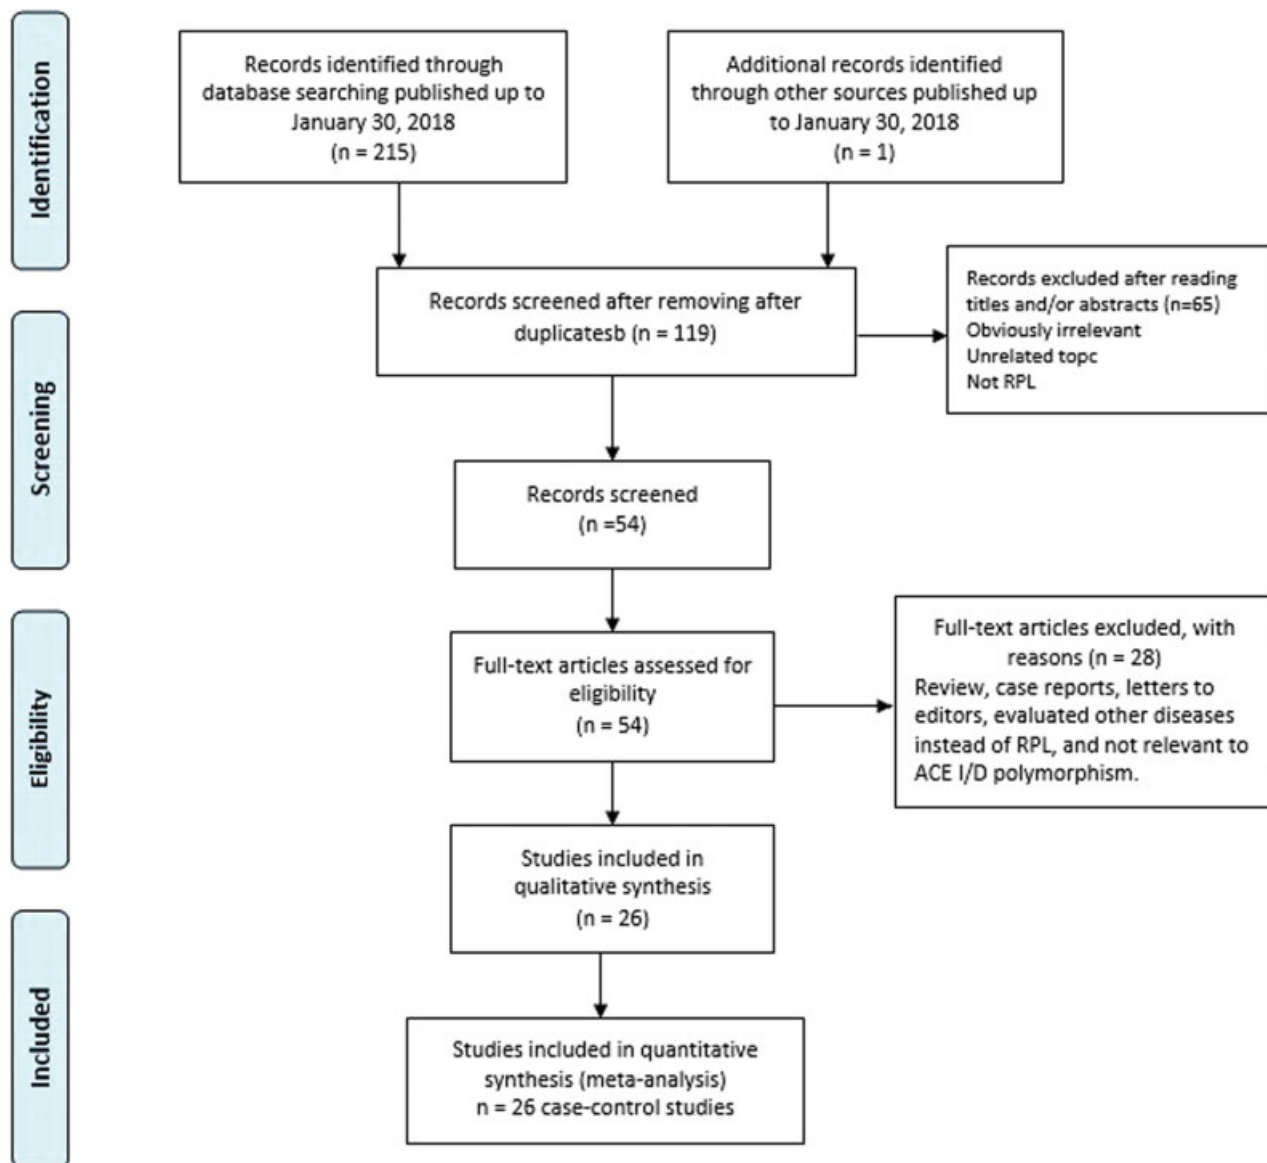 Identification
Records identified through
database searching published up to
January 30, 2018
(n = 215)
Additional records identified
through other sources published up
to January 30, 2018
(n = 1)
Records screened after removing after
duplicatesb (n = 119)
Records excluded after reading
titles and/or abstracts (n=65)
Obviously irrelevant
Unrelated topc
Not RPL
Screening
Records screened
(n =54)
Eligibility
Full-text articles assessed for
eligibility
(n = 54)
Full-text articles excluded, with
reasons (n = 28)
Review, case reports, letters to
editors, evaluated other diseases
instead of RPL, and not relevant to
ACE I/D polymorphism.
Studies included in
qualitative synthesis
(n = 26)
Included
Studies included in quantitative
synthesis (meta-analysis)
n = 26 case-control studies